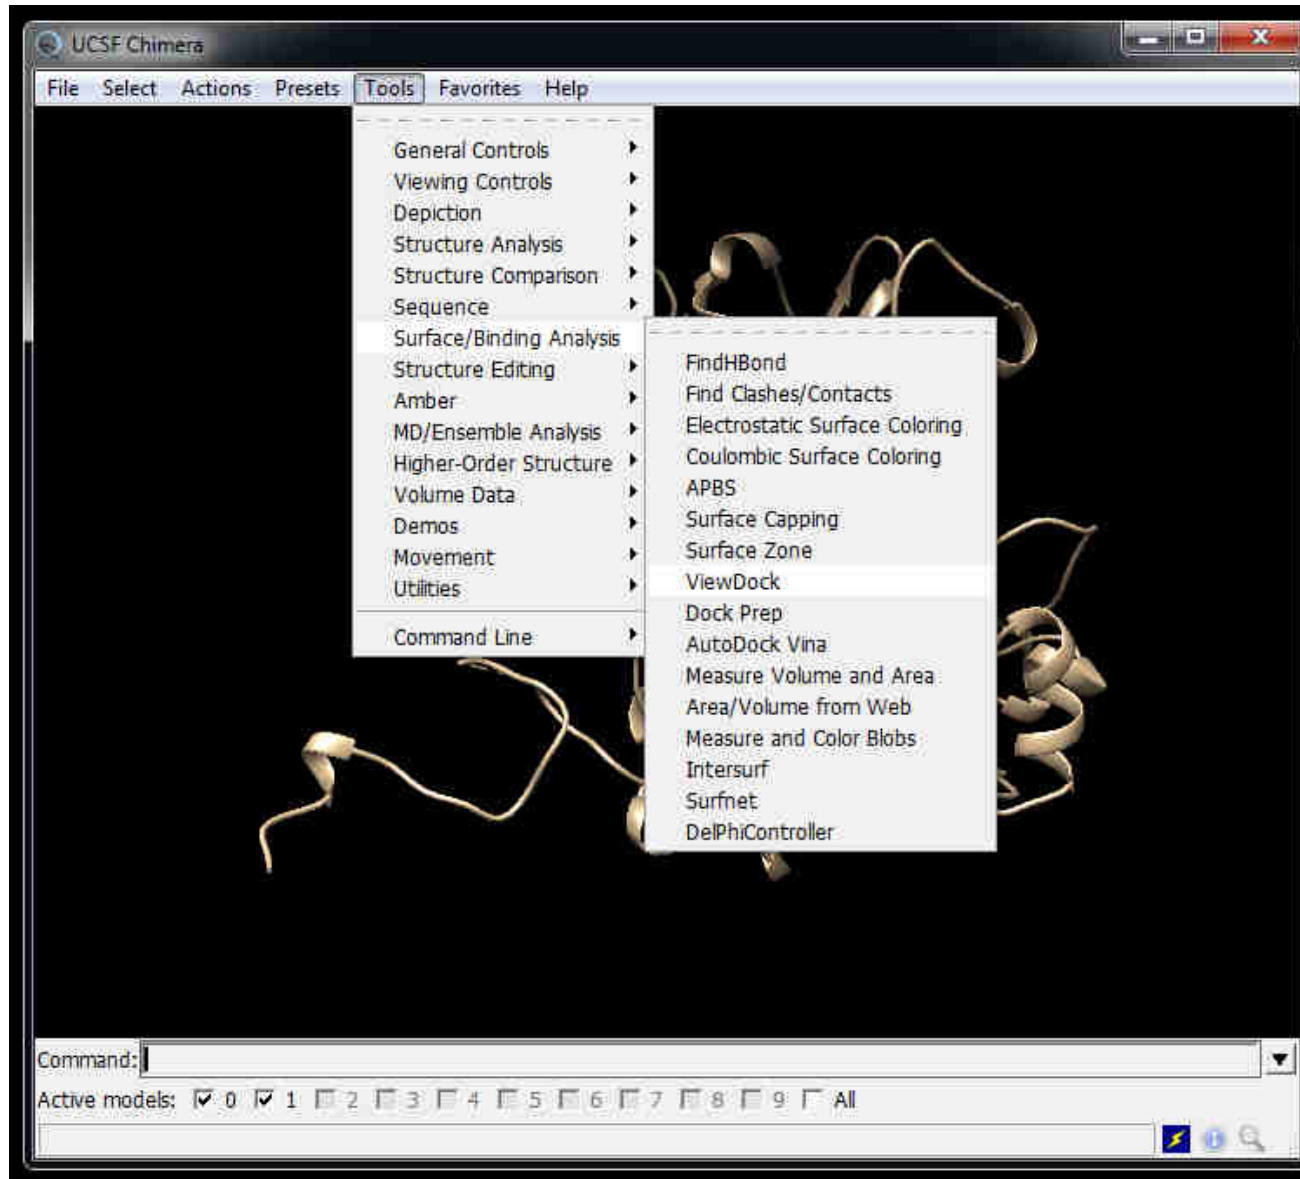 UCSF Chimera
File Select Actions Presets Tools Favorites Help
General Controls
Viewing Controls
Depiction
Structure Analysis
Structure Comparison
Sequence
Surface/Binding Analysis
Structure Editing
Amber
MD/Ensemble Analysis
Higher-Order Structure
Volume Data
Demos
Movement
Utilities
Command Line
FindHBond
Find Clashes/Contacts
Electrostatic Surface Coloring
Coulombic Surface Coloring
APBS
Surface Capping
Surface Zone
ViewDock
Dock Prep
AutoDock Vina
Measure Volume and Area
Area/Volume from Web
Measure and Color Blobs
Intersurf
Surfnet
DelPhiController
Command:
Active models: 0 1 2 3 4 5 6 7 8 9 All